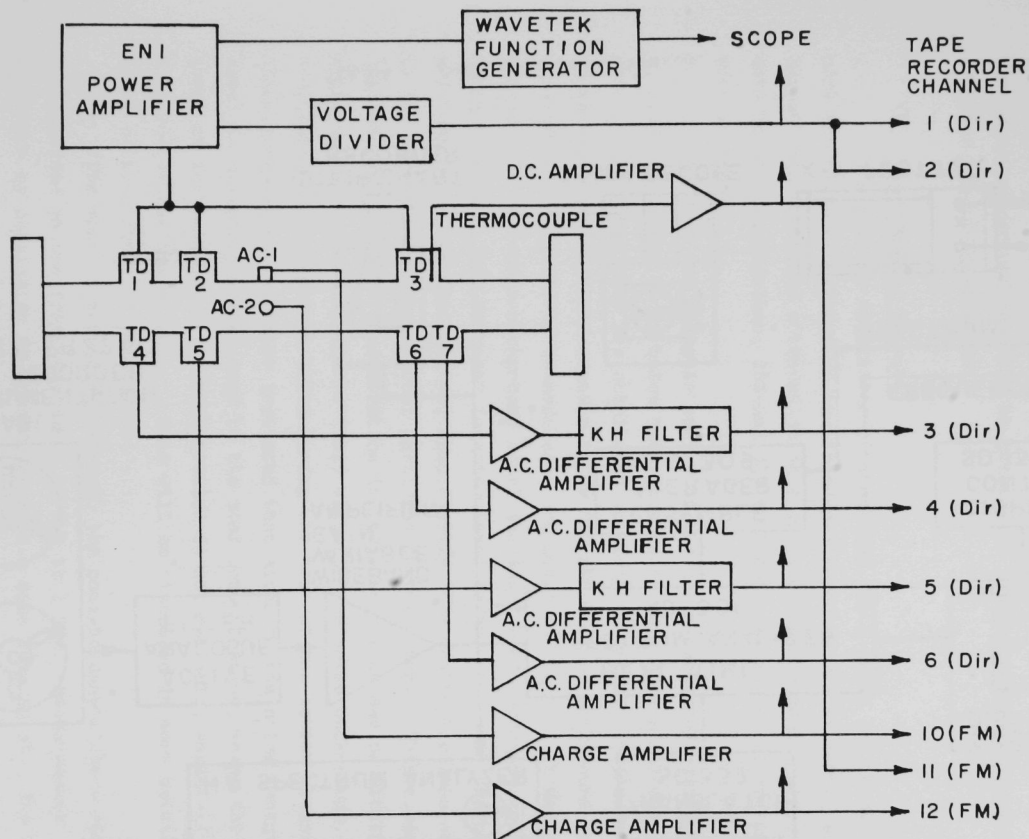 ENI
POWER
AMPLIFIER
WAVETEK
FUNCTION
GENERATOR
SCOPE
TAPE
RECORDER
CHANNEL
VOLTAGE
DIVIDER
1 (Dir)
2 (Dir)
D.C. AMPLIFIER
THERMOCOUPLE
TD
1
TD
2
AC-1
TD
3
AC-2
TD
4
TD
5
TD
6
TD
7
KH FILTER
3 (Dir)
A.C. DIFFERENTIAL
AMPLIFIER
4 (Dir)
A.C. DIFFERENTIAL
AMPLIFIER
KH FILTER
5 (Dir)
A.C. DIFFERENTIAL
AMPLIFIER
6 (Dir)
A.C. DIFFERENTIAL
AMPLIFIER
10 (FM)
CHARGE AMPLIFIER
11 (FM)
12 (FM.)
CHARGE AMPLIFIER